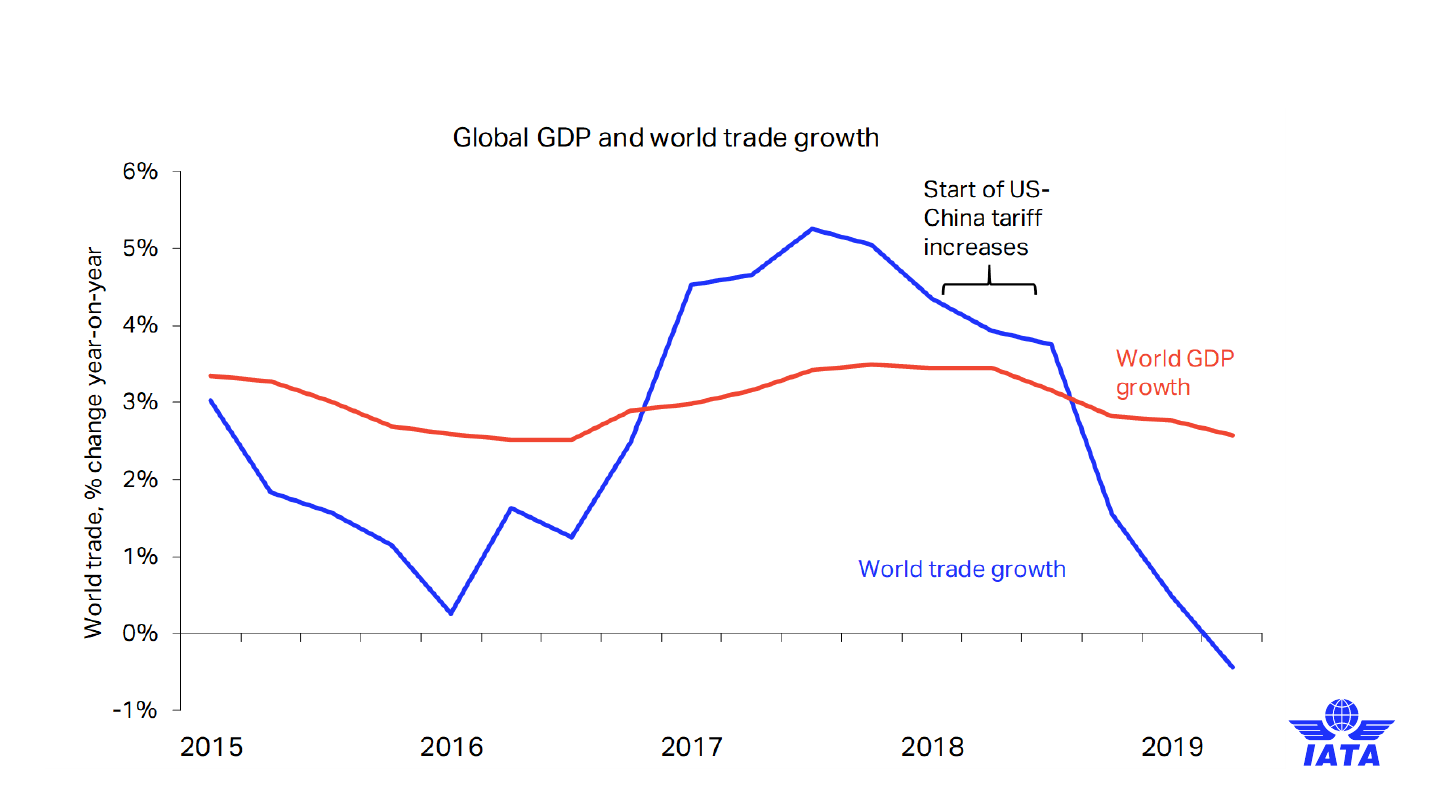 Global GDP and world trade growth
6%
5%
4%
3%
2%
1%
0%
-1%
World trade, % change year-on-year
Start of US-
China tariff
increases
World GDP
growth
World trade growth
2015
2016
2017
2018
2019
IATA